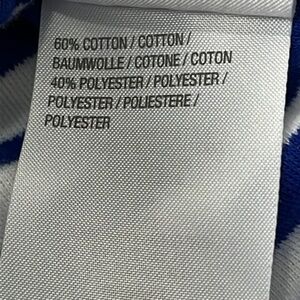 60% COTTON / COTTON /
BAUMWOLLE / COTONE / COTON
40% POLYESTER / POLYESTER /
POLYESTER / POLIESTERE /
POLYESTER